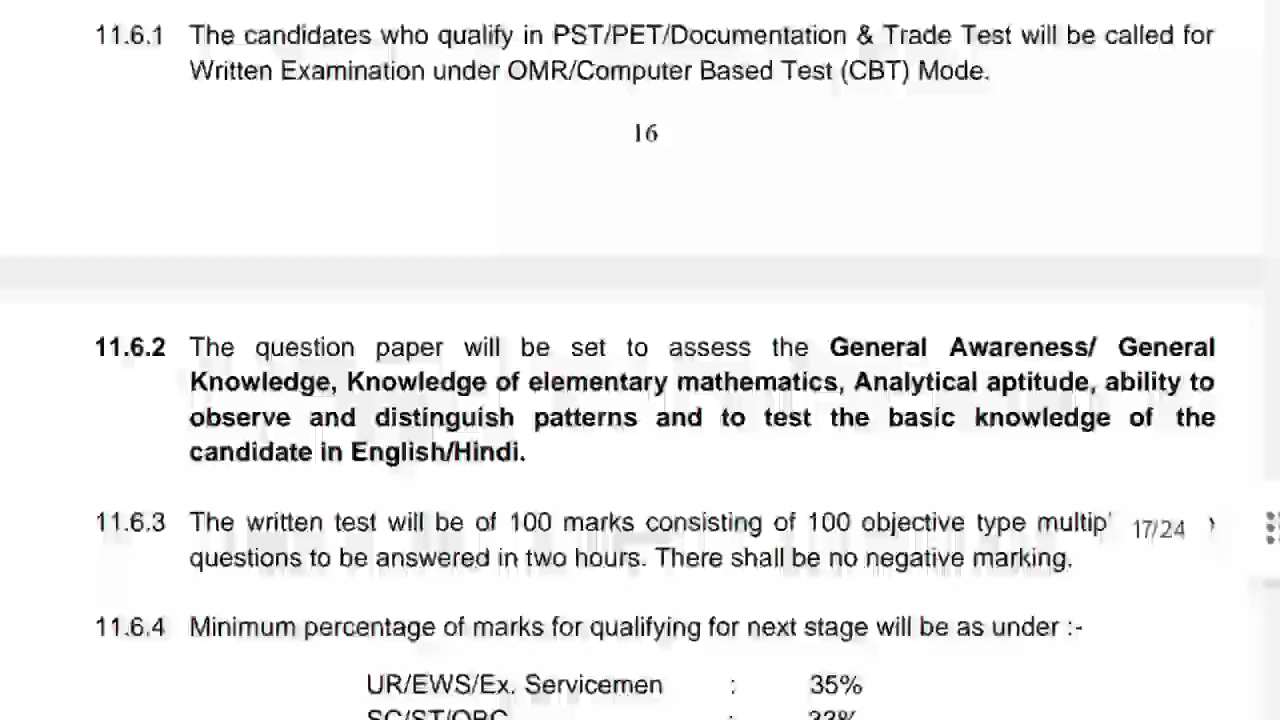 11.6.1 The candidates who qualify in PST/PET/Documentation & Trade Test will be called for
Written Examination under OMR/Computer Based Test (CBT) Mode.
16
11.6.2 The question paper will be set to assess the General Awareness/ General
Knowledge, Knowledge of elementary mathematics, Analytical aptitude, ability to
observe and distinguish patterns and to test the basic knowledge of the
candidate in English/Hindi.
11.6.3 The written test will be of 100 marks consisting of 100 objective type 17/24
questions to be answered in two hours. There shall be no negative marking.
11.6.4 Minimum percentage of marks for qualifying for next stage will be as under :-
UR/EWS/Ex. Servicemen : 35%
SC/ST/OBC :